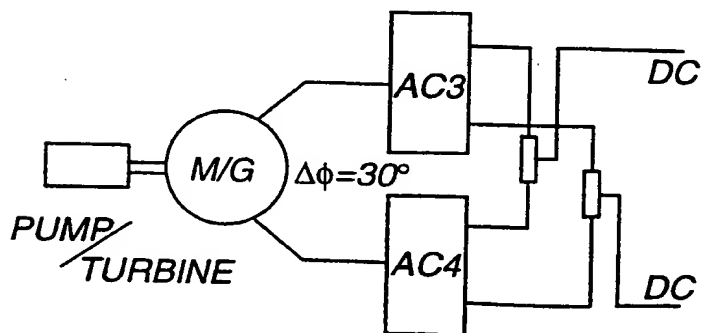 AC3
DC
M/G
Δϕ=30°
PUMP/
TURBINE
AC4
DC